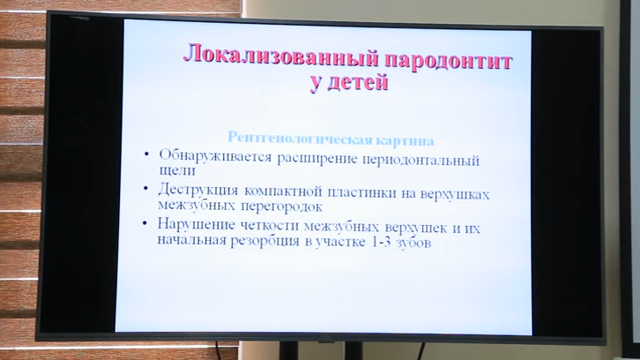 Локализованный пародонтит
у детей
Рентгенологическая картина
• Обнаруживается расширение периодонтальный
щели
• Деструкция компактной пластинки на верхушках
межзубных перегородок
• Нарушение четкости межзубных верхушек и их
начальная резорбция в участке 1-3 зубов